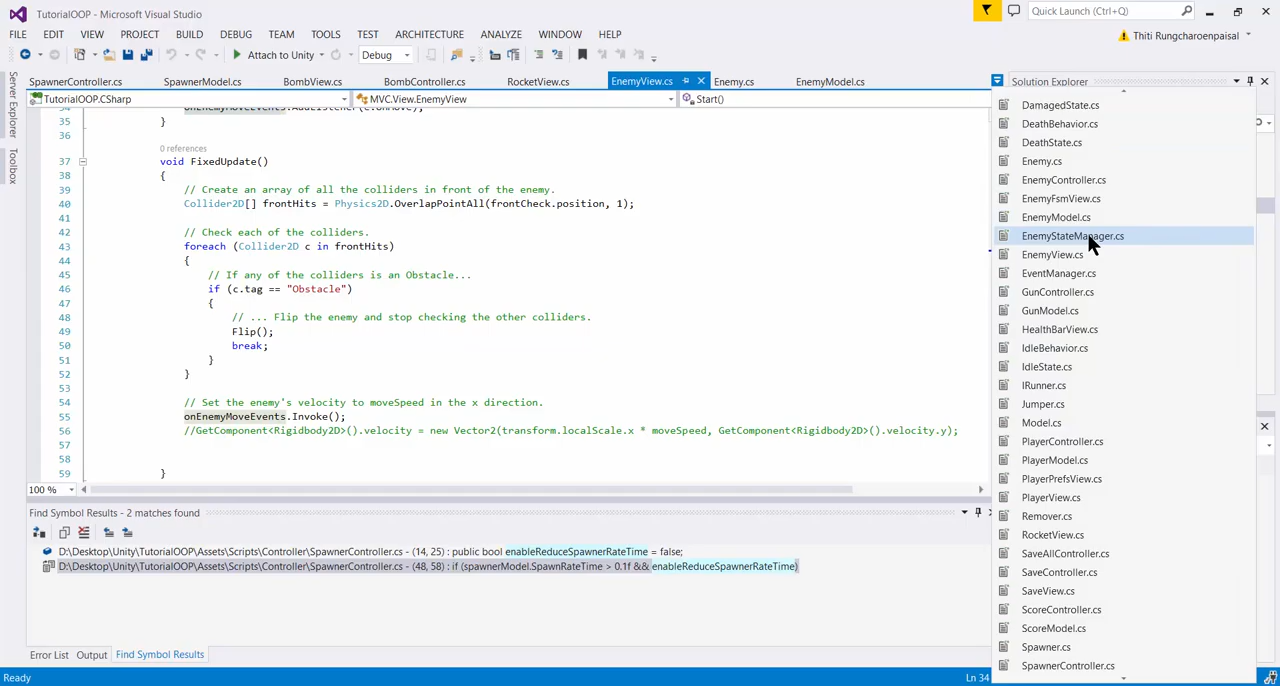 TutorialOOP - Microsoft Visual Studio
Quick Launch (Ctrl+Q)
FILE EDIT VIEW PROJECT BUILD DEBUG TEAM TOOLS TEST ARCHITECTURE ANALYZE WINDOW HELP
Thiti Rungcharoenpaisal
Attach to Unity Debug
SpawnerController.cs SpawnerModel.cs BombView.cs BombController.cs RocketView.cs EnemyView.cs Enemy.cs EnemyModel.cs
Solution Explorer
TutorialOOP.CSharp MVC.View.EnemyView Start()
Server Explorer
Toolbox
34 onEnemyMoveEvents.AddListener(c.OnMove);
35 }
36
0 references
37 void FixedUpdate()
38 {
39 // Create an array of all the colliders in front of the enemy.
40 Collider2D[] frontHits = Physics2D.OverlapPointAll(frontCheck.position, 1);
41
42 // Check each of the colliders.
43 foreach (Collider2D c in frontHits)
44 {
45 // If any of the colliders is an Obstacle...
46 if (c.tag == "Obstacle")
47 {
48 // ... Flip the enemy and stop checking the other colliders.
49 Flip();
50 break;
51 }
52 }
53
54 // Set the enemy's velocity to moveSpeed in the x direction.
55 onEnemyMoveEvents.Invoke();
56 //GetComponent<Rigidbody2D>().velocity = new Vector2(transform.localScale.x * moveSpeed, GetComponent<Rigidbody2D>().velocity.y);
57
58
59 }
100 %
DamagedState.cs
DeathBehavior.cs
DeathState.cs
Enemy.cs
EnemyController.cs
EnemyFsmView.cs
EnemyModel.cs
EnemyStateManager.cs
EnemyView.cs
EventManager.cs
GunController.cs
GunModel.cs
HealthBarView.cs
IdleBehavior.cs
IdleState.cs
IRunner.cs
Jumper.cs
Model.cs
PlayerController.cs
PlayerModel.cs
PlayerPrefsView.cs
PlayerView.cs
Remover.cs
RocketView.cs
SaveAllController.cs
SaveController.cs
SaveView.cs
ScoreController.cs
ScoreModel.cs
Spawner.cs
SpawnerController.cs
Find Symbol Results - 2 matches found
D:\Desktop\Unity\TutorialOOP\Assets\Scripts\Controller\SpawnerController.cs - (14, 25) : public bool enableReduceSpawnerRateTime = false;
D:\Desktop\Unity\TutorialOOP\Assets\Scripts\Controller\SpawnerController.cs - (48, 58) : if (spawnerModel.SpawnRateTime > 0.1f && enableReduceSpawnerRateTime)
Error List Output Find Symbol Results
Ready
Ln 34